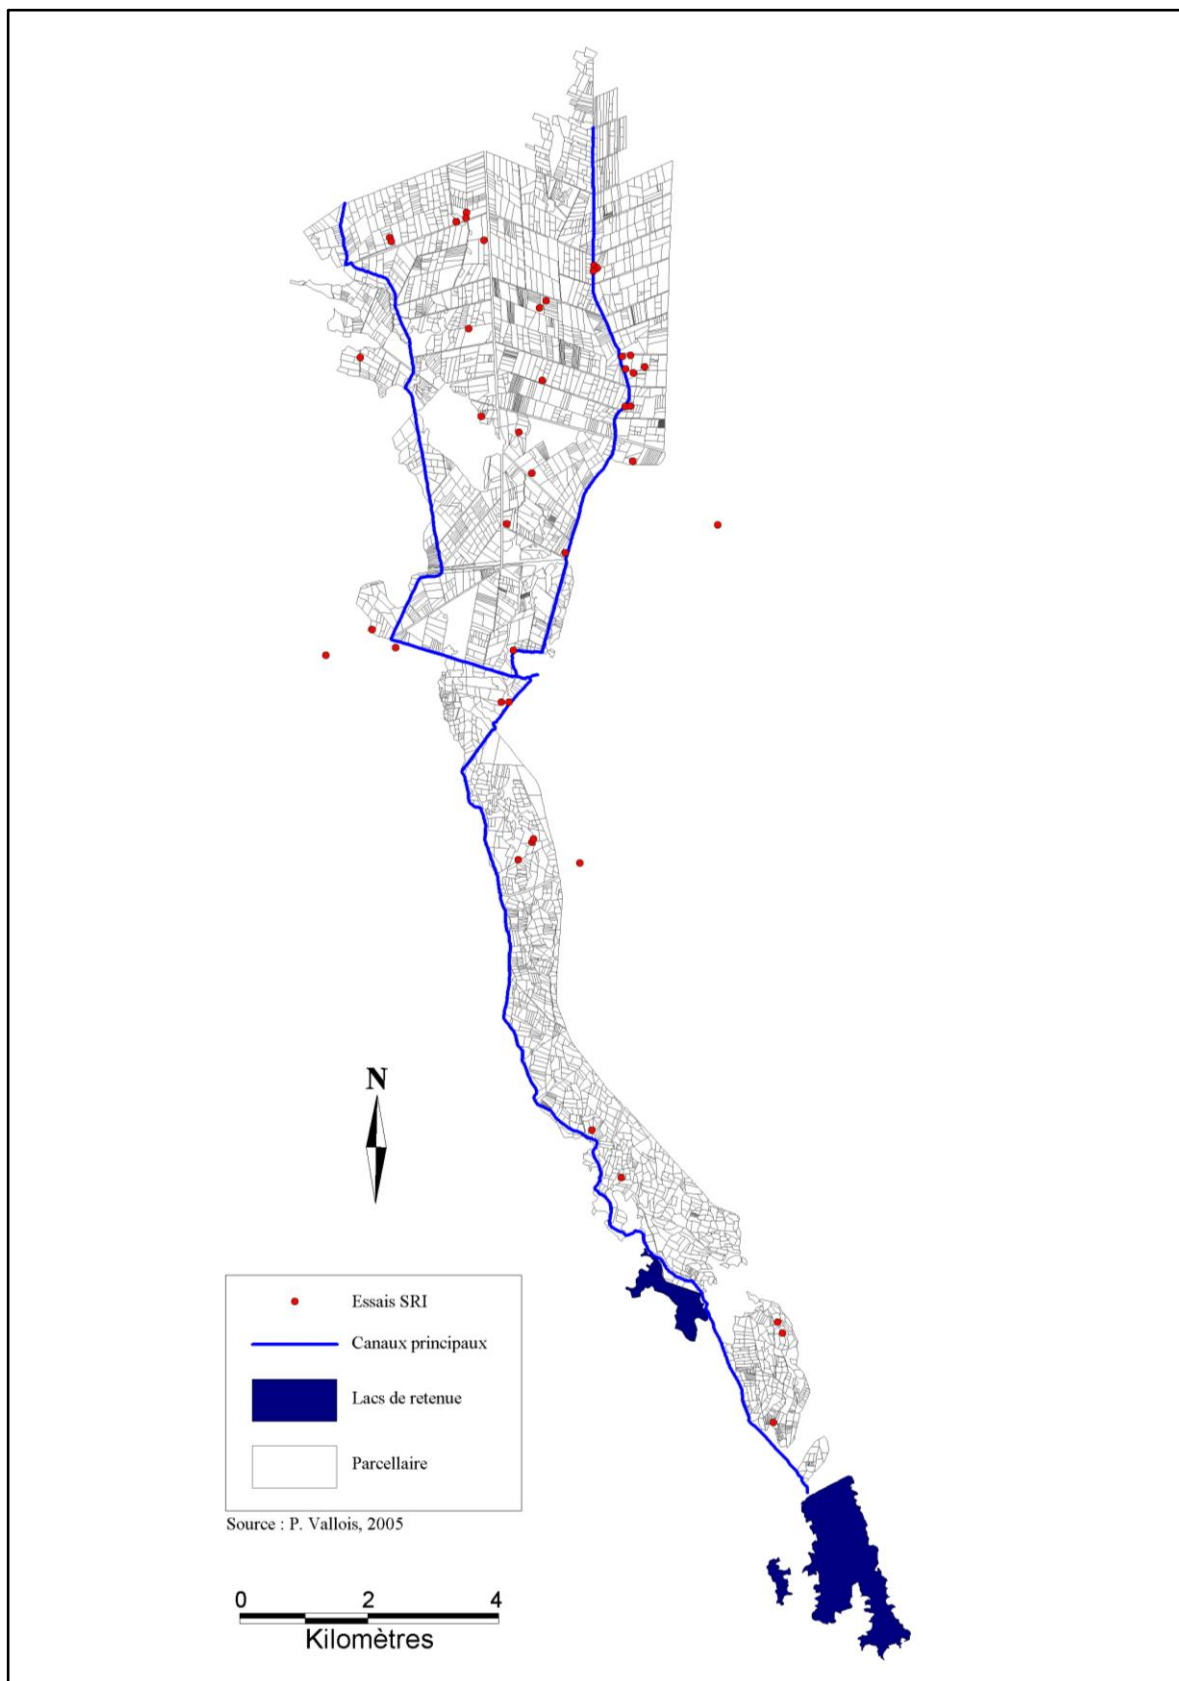 N
Essais SRI
Canaux principaux
Lacs de retenue
Parcellaire
Source : P. Vallois, 2005
0 2 4
Kilomètres